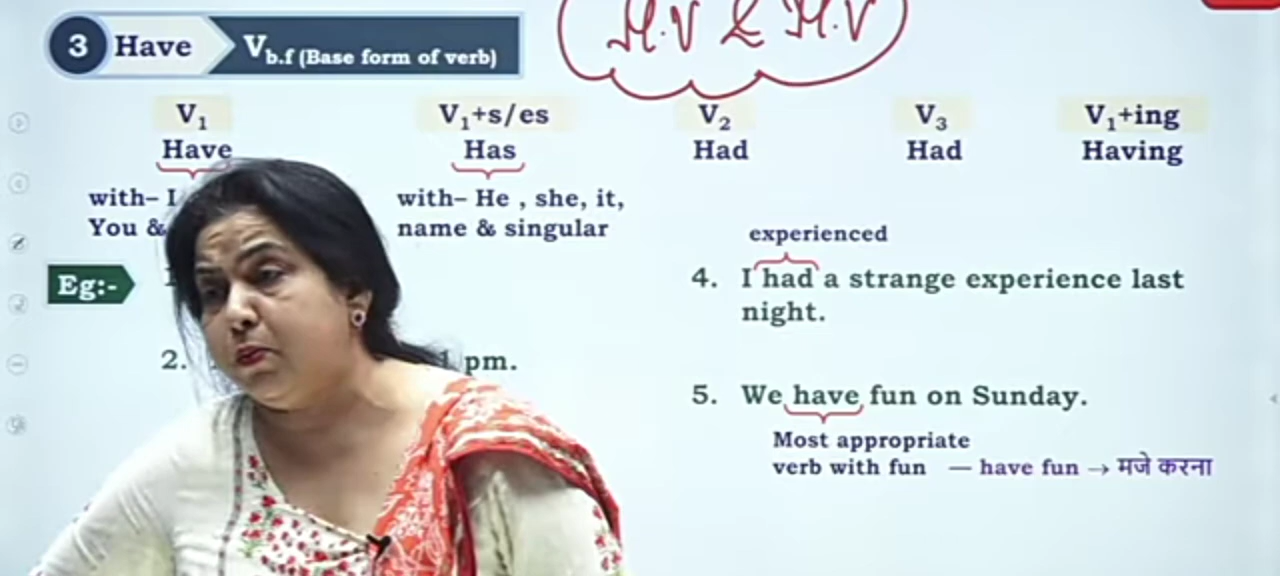 H.V & M.V
3 Have V b.f (Base form of verb)
V₁ V₁+s/es V₂ V₃ V₁+ing
Have Has Had Had Having
with– I with– He , she, it,
You & name & singular
experienced
Eg:-
4. I had a strange experience last
night.
2. pm.
5. We have fun on Sunday.
Most appropriate
verb with fun — have fun → मजे करना